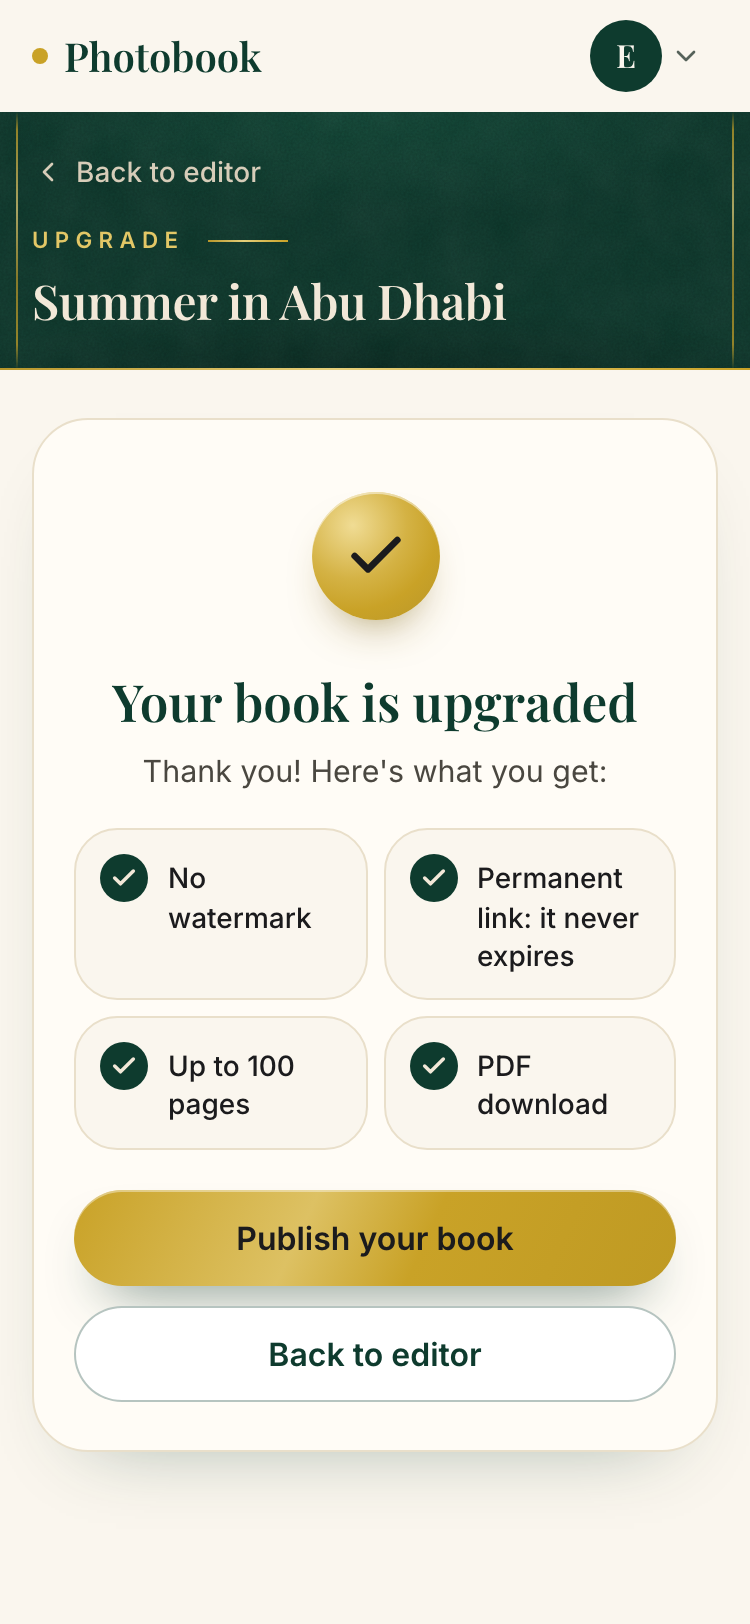 Photobook
E
Back to editor
UPGRADE
Summer in Abu Dhabi
Your book is upgraded
Thank you! Here's what you get:
No
watermark
Permanent
link: it never
expires
Up to 100
pages
PDF
download
Publish your book
Back to editor